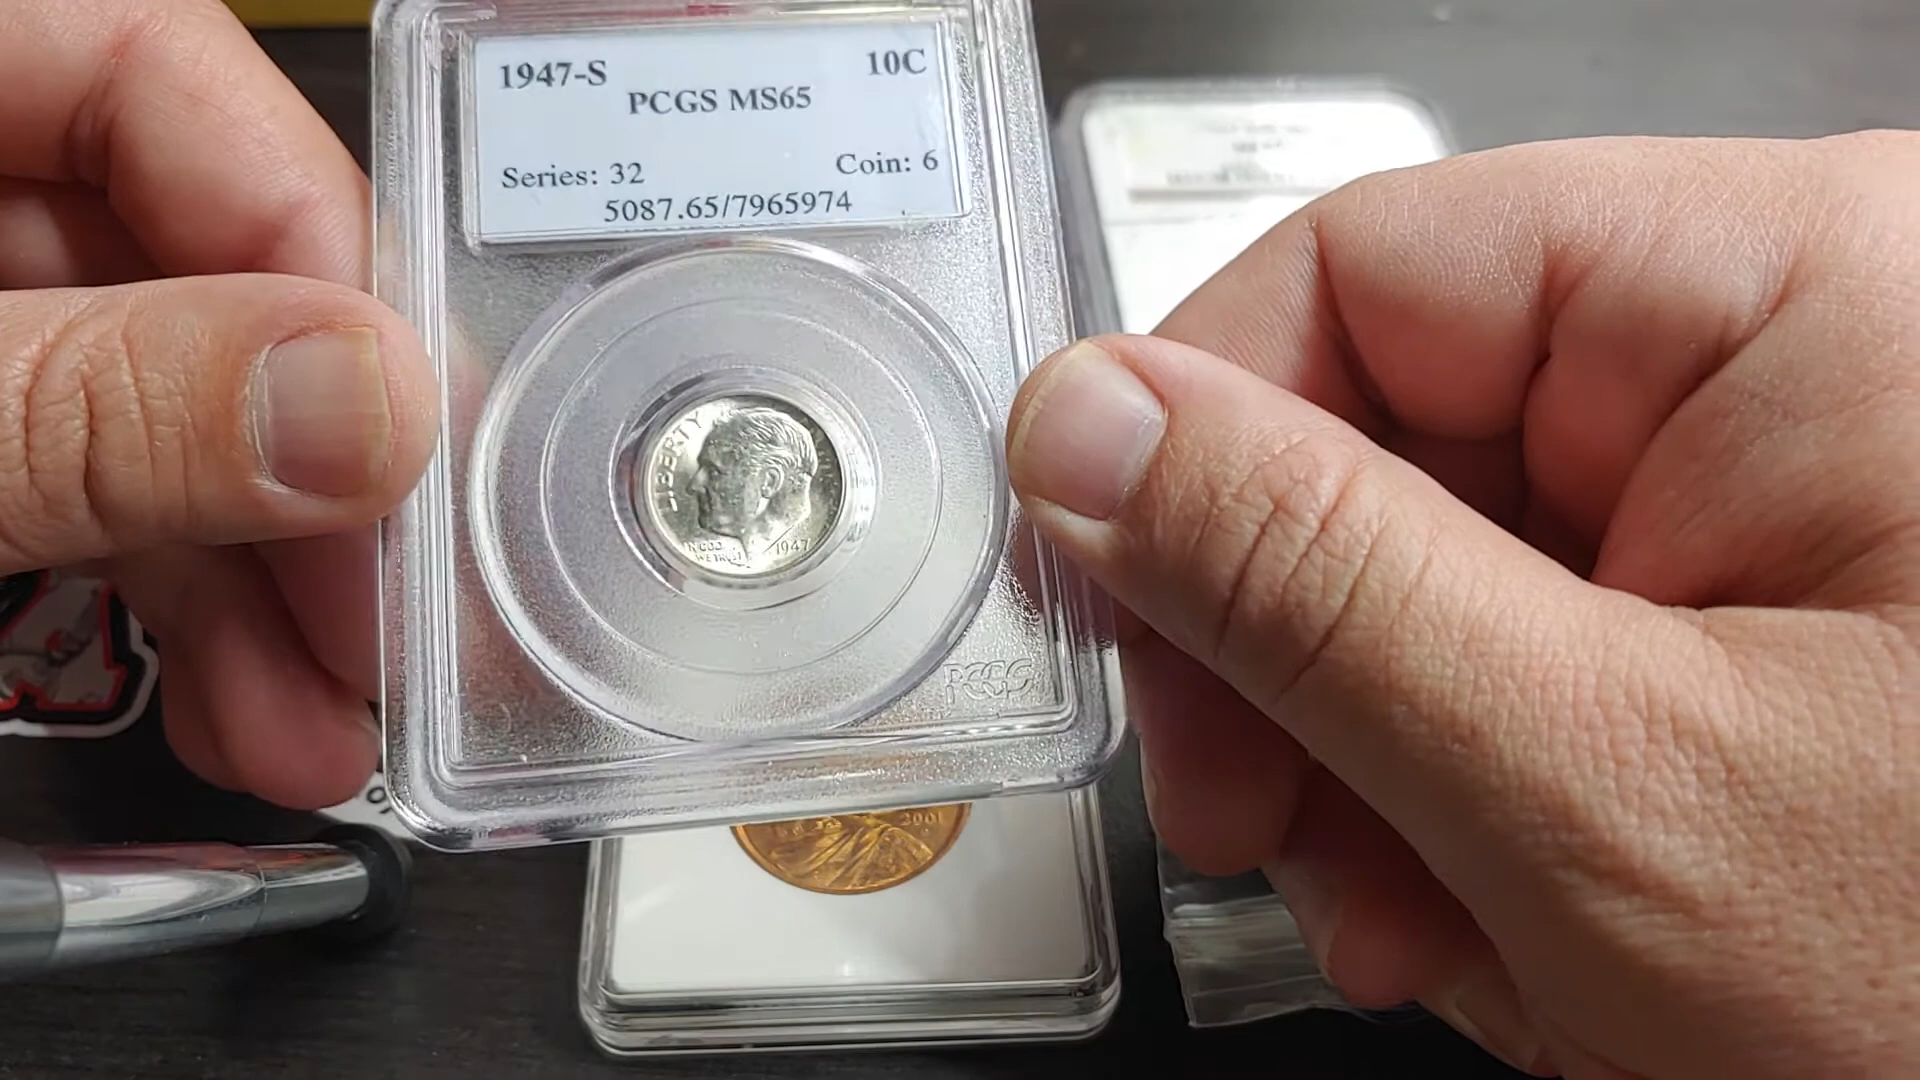 1947-S 10C
PCGS MS65
Series: 32 Coin: 6
5087.65/7965974
LIBERTY
IN GOD
WE TRUST
1947
PCGS
2001